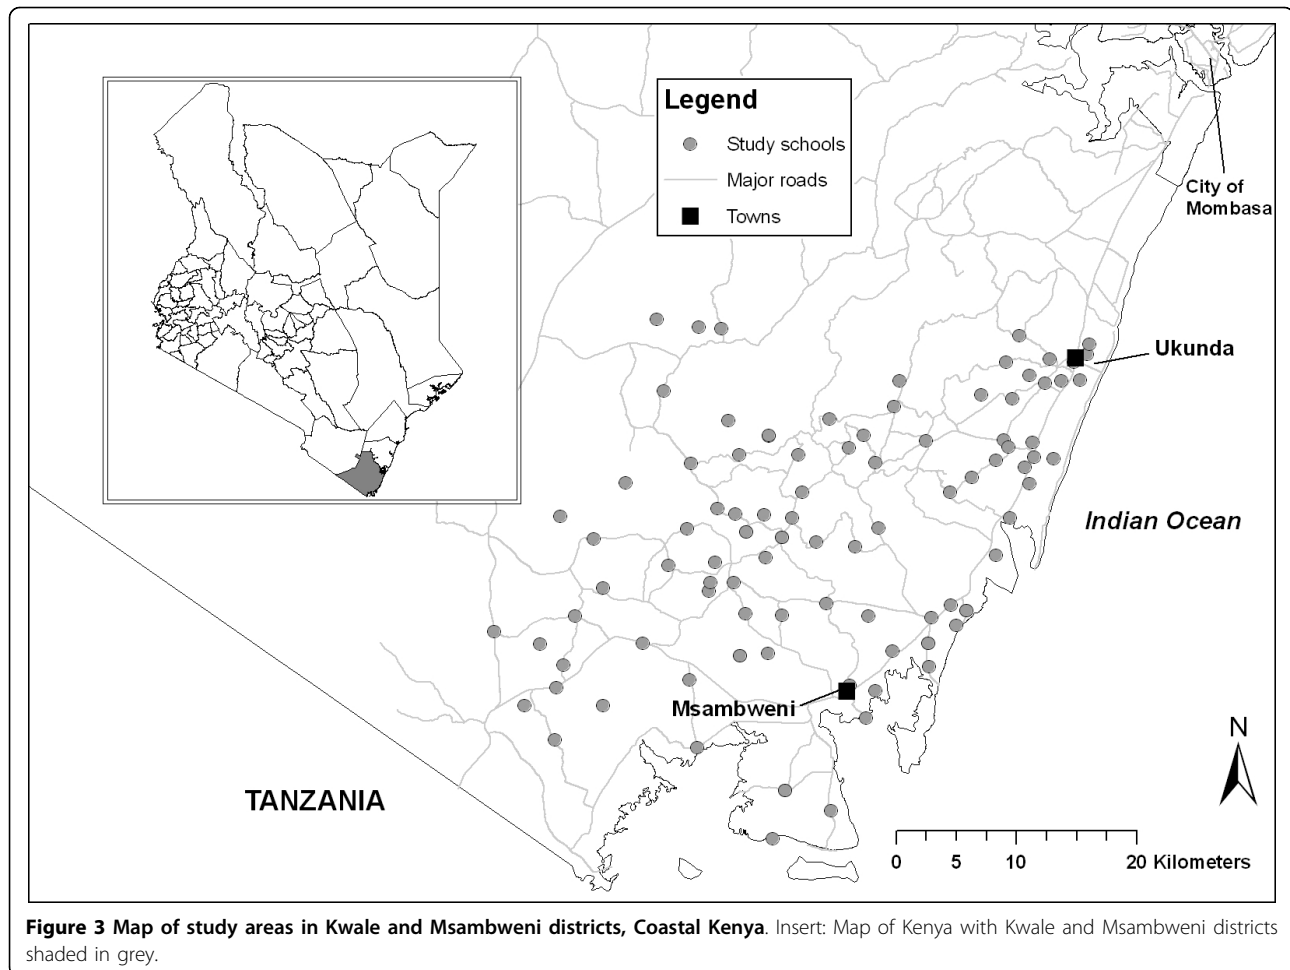 Legend
Study schools
Major roads
Towns
City of
Mombasa
Ukunda
Indian Ocean
Msambweni
N
TANZANIA
0 5 10 20 Kilometers
Figure 3 Map of study areas in Kwale and Msambweni districts, Coastal Kenya. Insert: Map of Kenya with Kwale and Msambweni districts
shaded in grey.